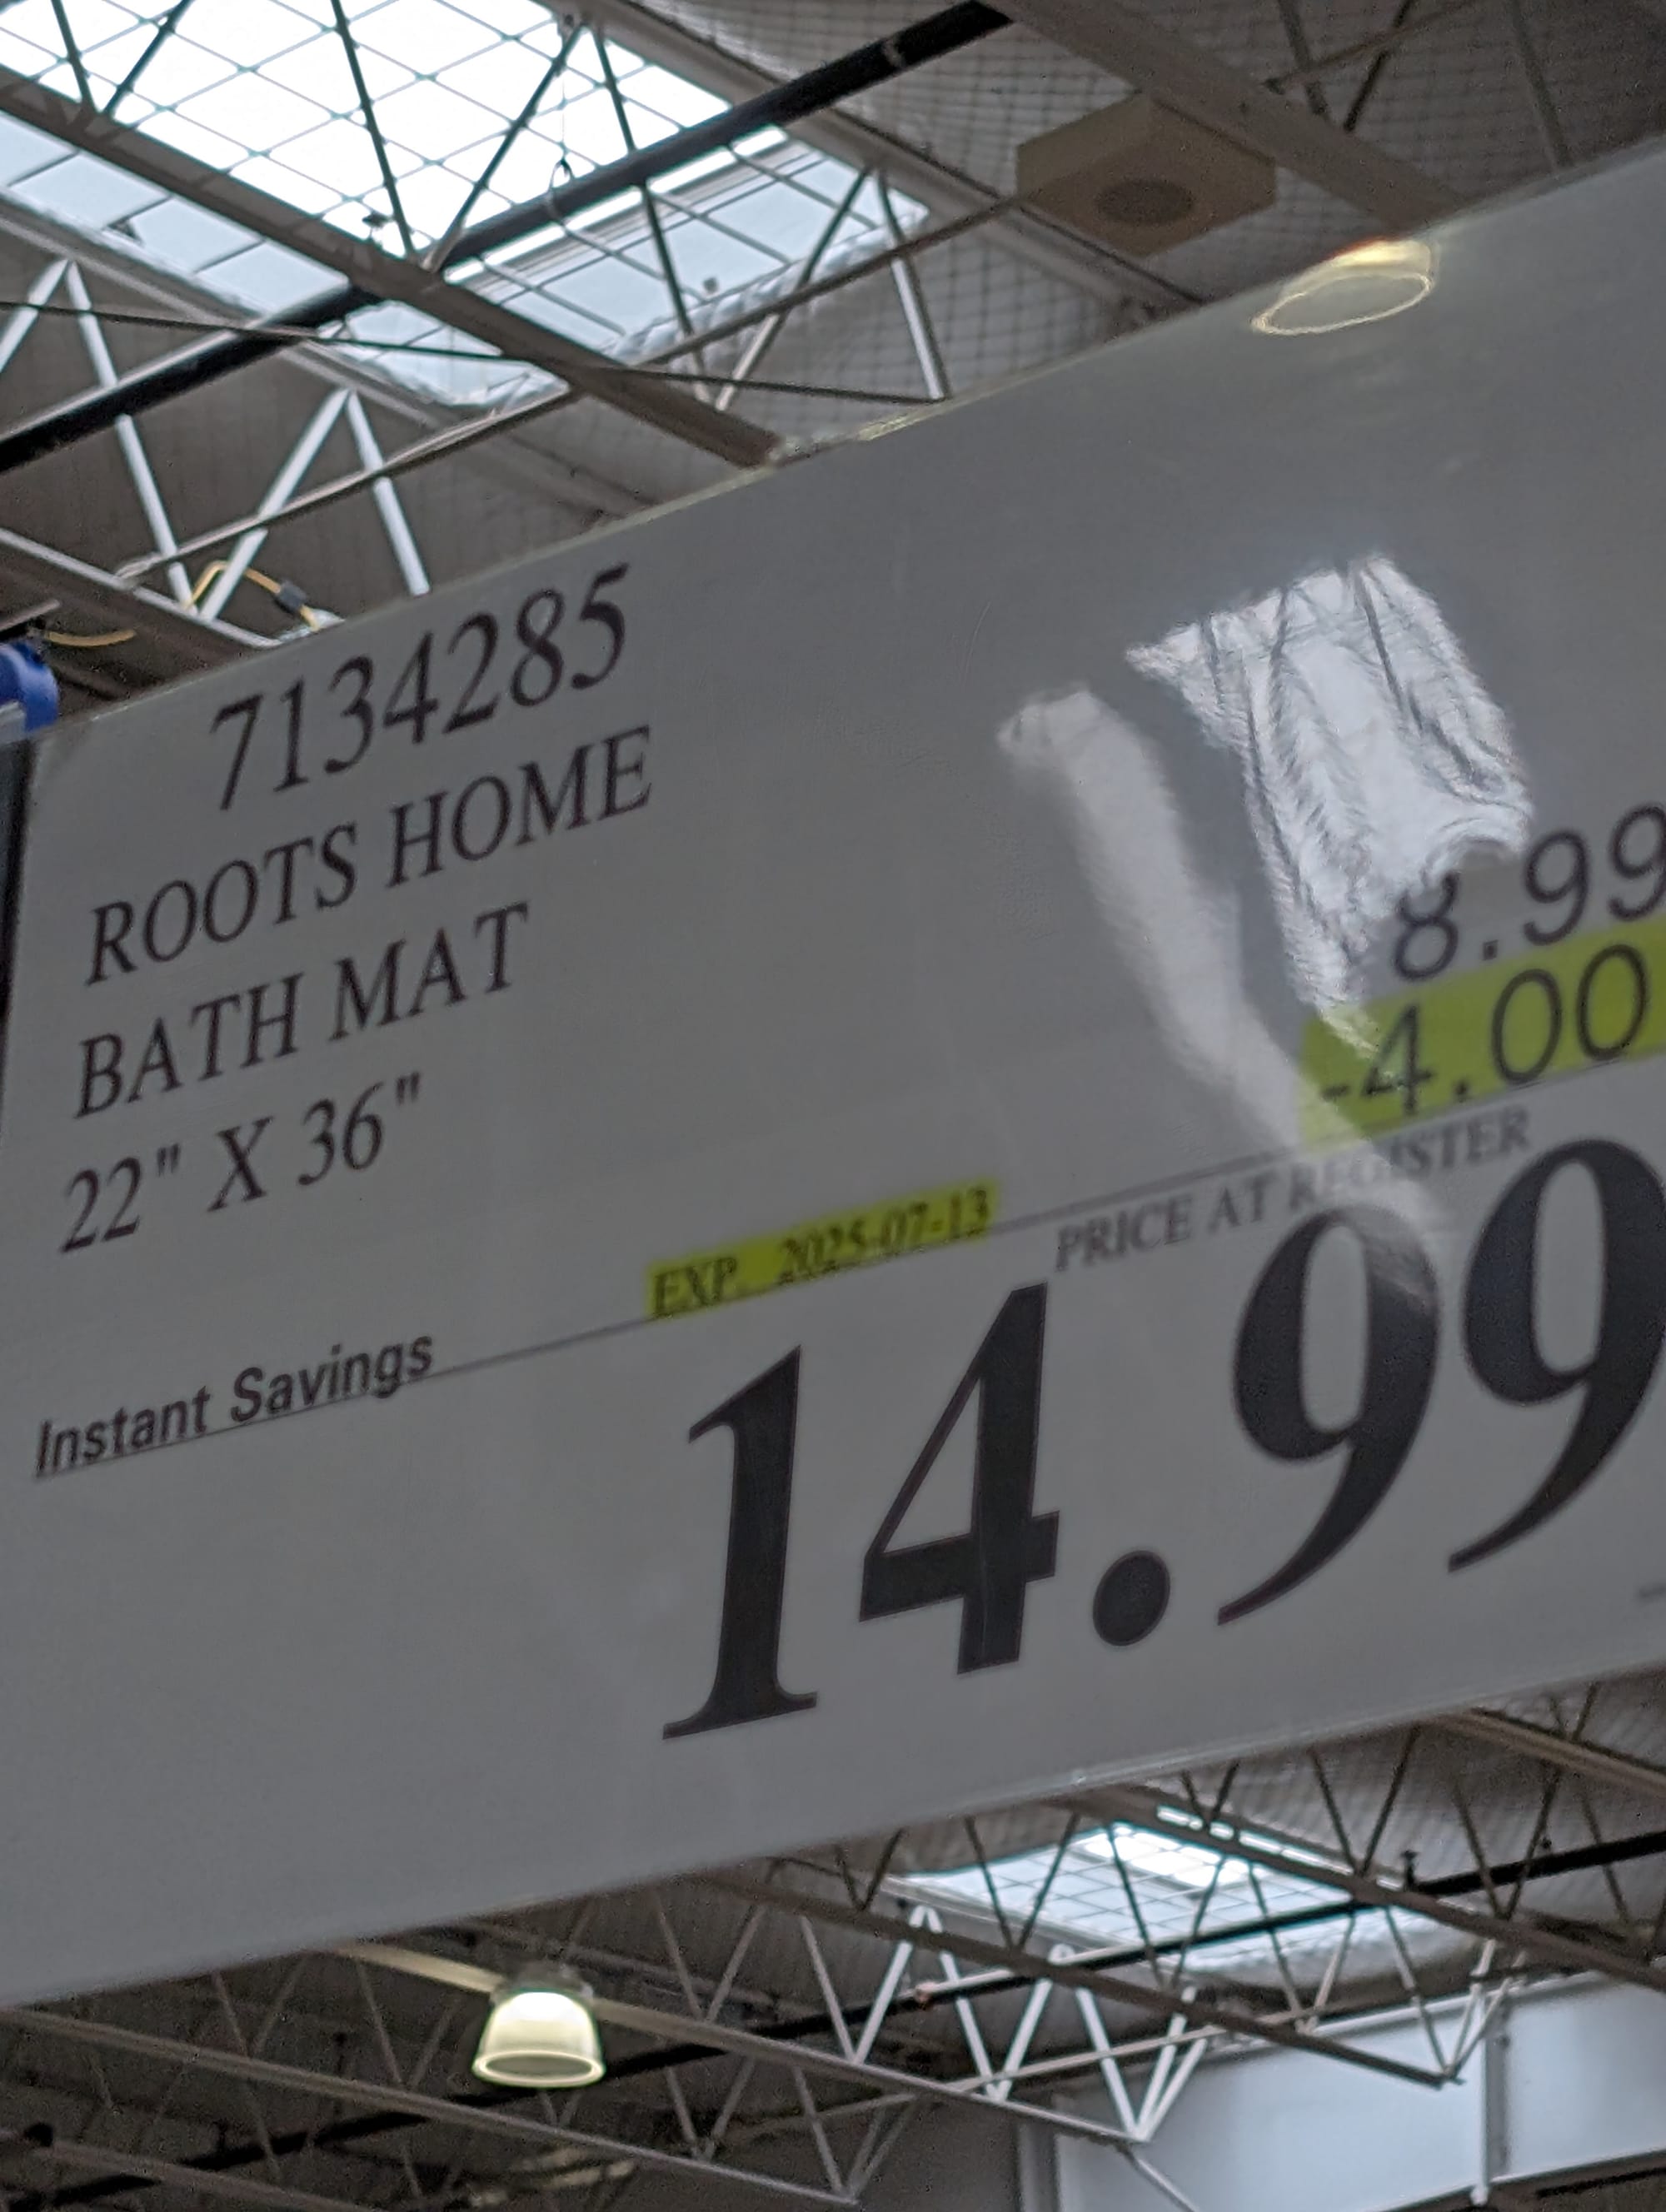 7134285
ROOTS HOME
BATH MAT
22" X 36"
8.99
-4.00
EXP. 2025-07-13
PRICE AT REGISTER
Instant Savings
14.99